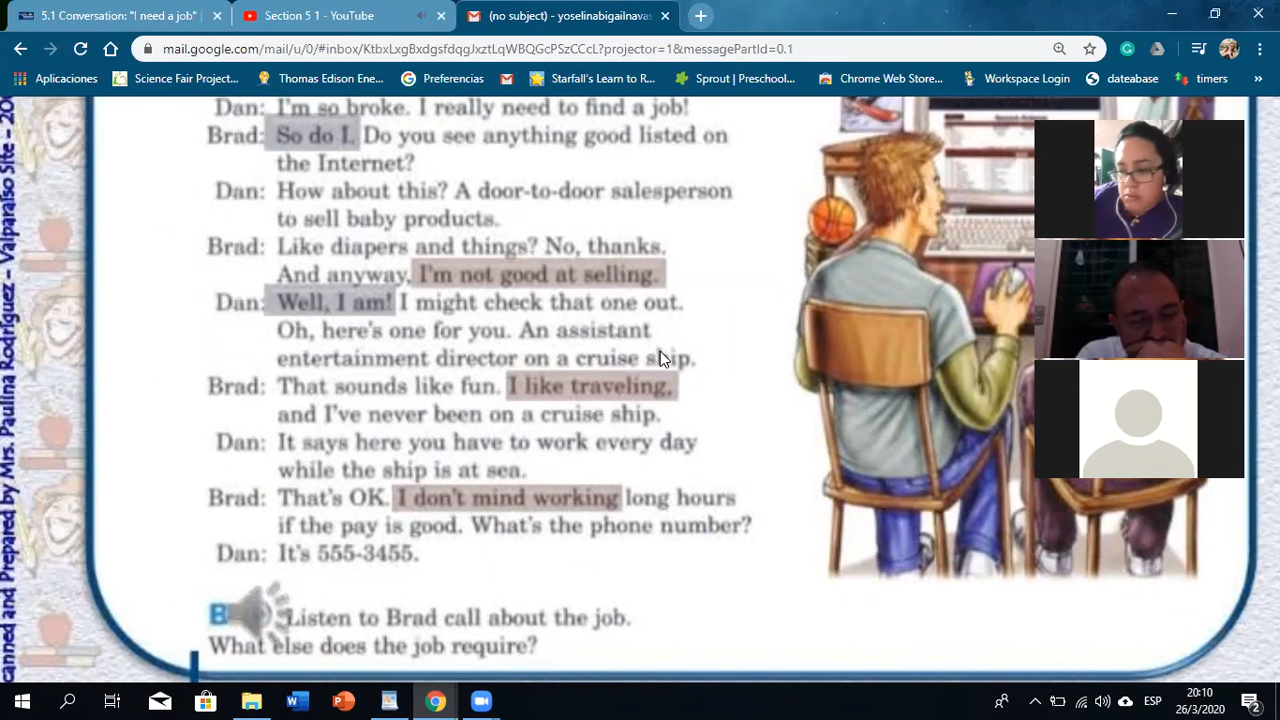 5.1 Conversation: "I need a job"
Section 5 1 - YouTube
(no subject) - yoselinabigailnavas
mail.google.com/mail/u/0/#inbox/KtbxLxgBxdgsfdqgJxztLqWBQGcPSzCCcL?projector=1&messagePartId=0.1
Aplicaciones
Science Fair Project...
Thomas Edison Ene...
Preferencias
Starfall's Learn to R...
Sprout | Preschool...
Chrome Web Store...
Workspace Login
dateabase
timers
»
Dan: I'm so broke. I really need to find a job!
Brad: So do I. Do you see anything good listed on
the Internet?
Dan: How about this? A door-to-door salesperson
to sell baby products.
Brad: Like diapers and things? No, thanks.
And anyway, I'm not good at selling.
Dan: Well, I am! I might check that one out.
Oh, here's one for you. An assistant
entertainment director on a cruise ship.
Brad: That sounds like fun. I like traveling,
and I've never been on a cruise ship.
Dan: It says here you have to work every day
while the ship is at sea.
Brad: That's OK. I don't mind working long hours
if the pay is good. What's the phone number?
Dan: It's 555-3455.
B Listen to Brad call about the job.
What else does the job require?
canned and Prepared by Mrs. Paulina Rodríguez – Valparaíso Site - 20
ESP
20:10
26/3/2020
2